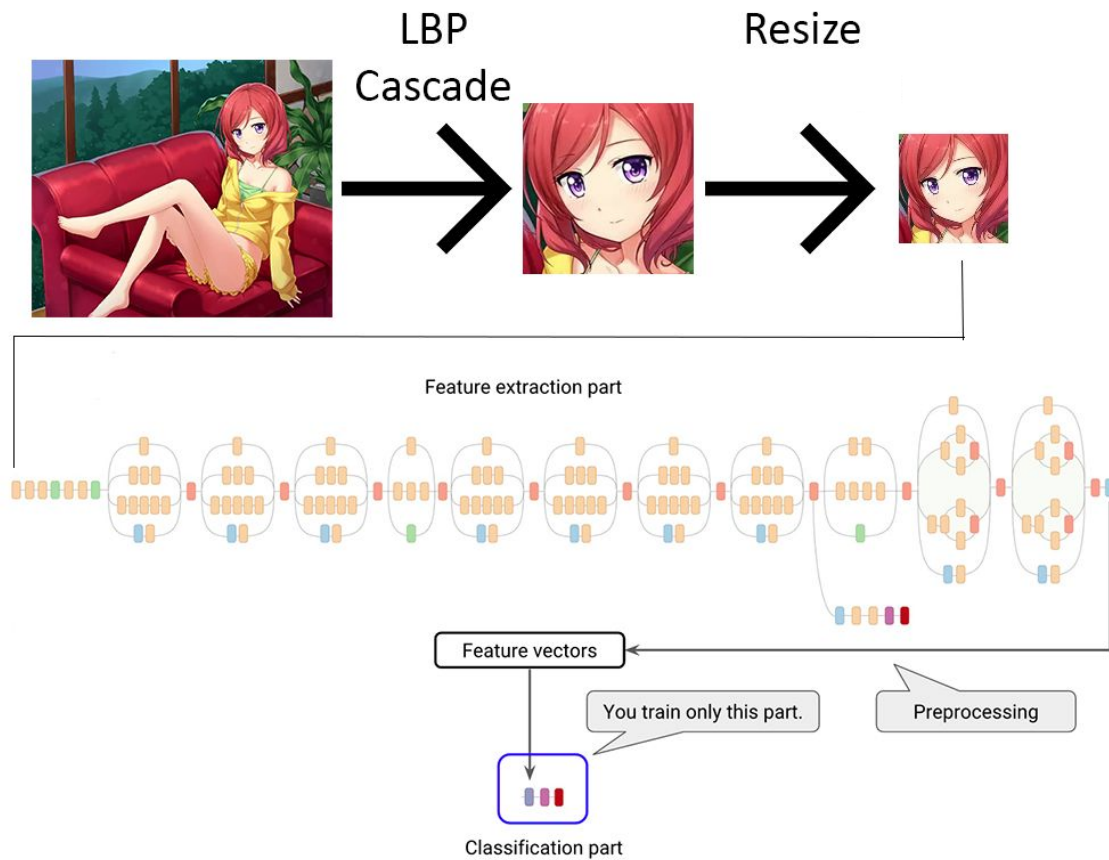 LBP
Cascade
Resize
Feature extraction part
Feature vectors
You train only this part.
Preprocessing
Classification part